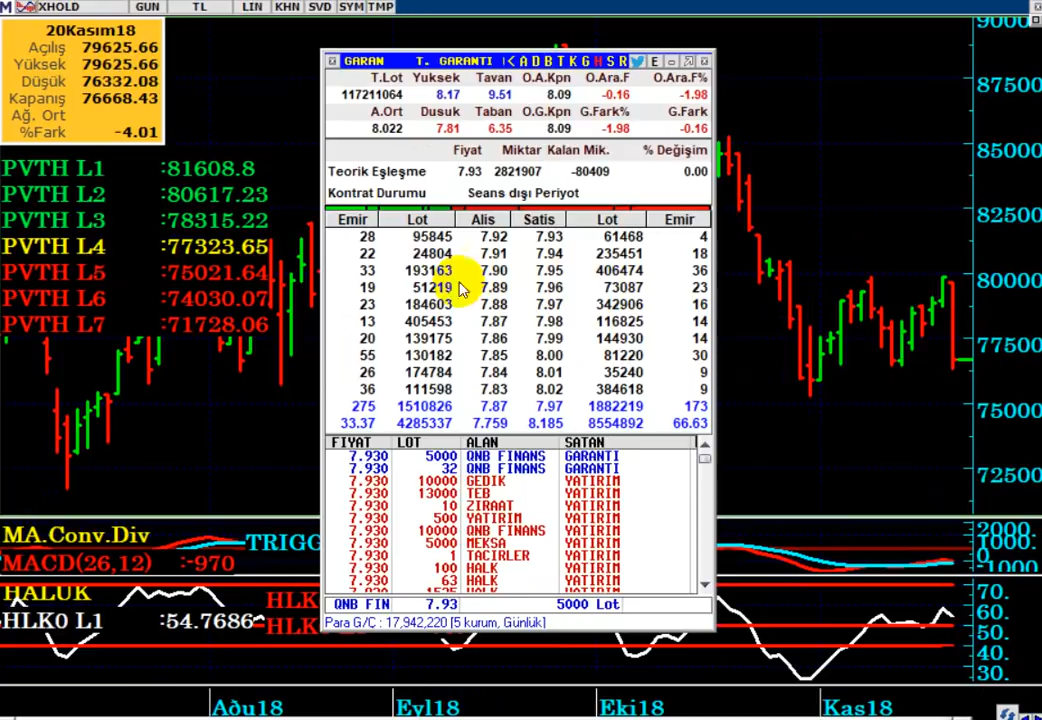 M XHOLD GUN TL LIN KHN SVD SYM TMP
20Kasım18
Açılış 79625.66
Yüksek 79625.66
Düşük 76332.08
Kapanış 76668.43
Ağ. Ort
%Fark -4.01
PVTH L1 :81608.8
PVTH L2 :80617.23
PVTH L3 :78315.22
PVTH L4 :77323.65
PVTH L5 :75021.64
PVTH L6 :74030.07
PVTH L7 :71728.06
GARAN T. GARANTI K A D B T K G H S R E
T.Lot Yuksek Tavan O.A.Kpn O.Ara.F O.Ara.F%
117211064 8.17 9.51 8.09 -0.16 -1.98
A.Ort Dusuk Taban O.G.Kpn G.Fark% G.Fark
8.022 7.81 6.35 8.09 -1.98 -0.16
Fiyat Miktar Kalan Mik. % Değişim
Teorik Eşleşme 7.93 2821907 -80409 0.00
Kontrat Durumu Seans dışı Periyot
Emir Lot Alis Satis Lot Emir
28 95845 7.92 7.93 61468 4
22 24804 7.91 7.94 235451 18
33 193163 7.90 7.95 406474 36
19 51219 7.89 7.96 73087 23
23 184603 7.88 7.97 342906 16
13 405453 7.87 7.98 116825 14
20 139175 7.86 7.99 144930 14
55 130182 7.85 8.00 81220 30
26 174784 7.84 8.01 35240 9
36 111598 7.83 8.02 384618 9
275 1510826 7.87 7.97 1882219 173
33.37 4285337 7.759 8.185 8554892 66.63
FIYAT LOT ALAN SATAN
7.930 5000 QNB FINANS GARANTI
7.930 32 QNB FINANS GARANTI
7.930 10000 GEDIK YATIRIM
7.930 13000 TEB YATIRIM
7.930 10 ZIRAAT YATIRIM
7.930 500 YATIRIM YATIRIM
7.930 10000 QNB FINANS YATIRIM
7.930 5000 MEKSA YATIRIM
7.930 1 TACIRLER YATIRIM
7.930 100 HALK YATIRIM
7.930 63 HALK YATIRIM
QNB FIN 7.93 5000 Lot
Para G/Ç : 17,942,220 [5 kurum, Günlük]
87500
85000
82500
80000
77500
75000
72500
MA.Conv.Div TRIGG
MACD(26,12) :-970
2000.
1000.
0.
-1000
HALUK
HLK0 L1 :54.7686
HLK
HLK
70.
60.
50.
40.
30.
Aðu18 Eyl18 Eki18 Kas18